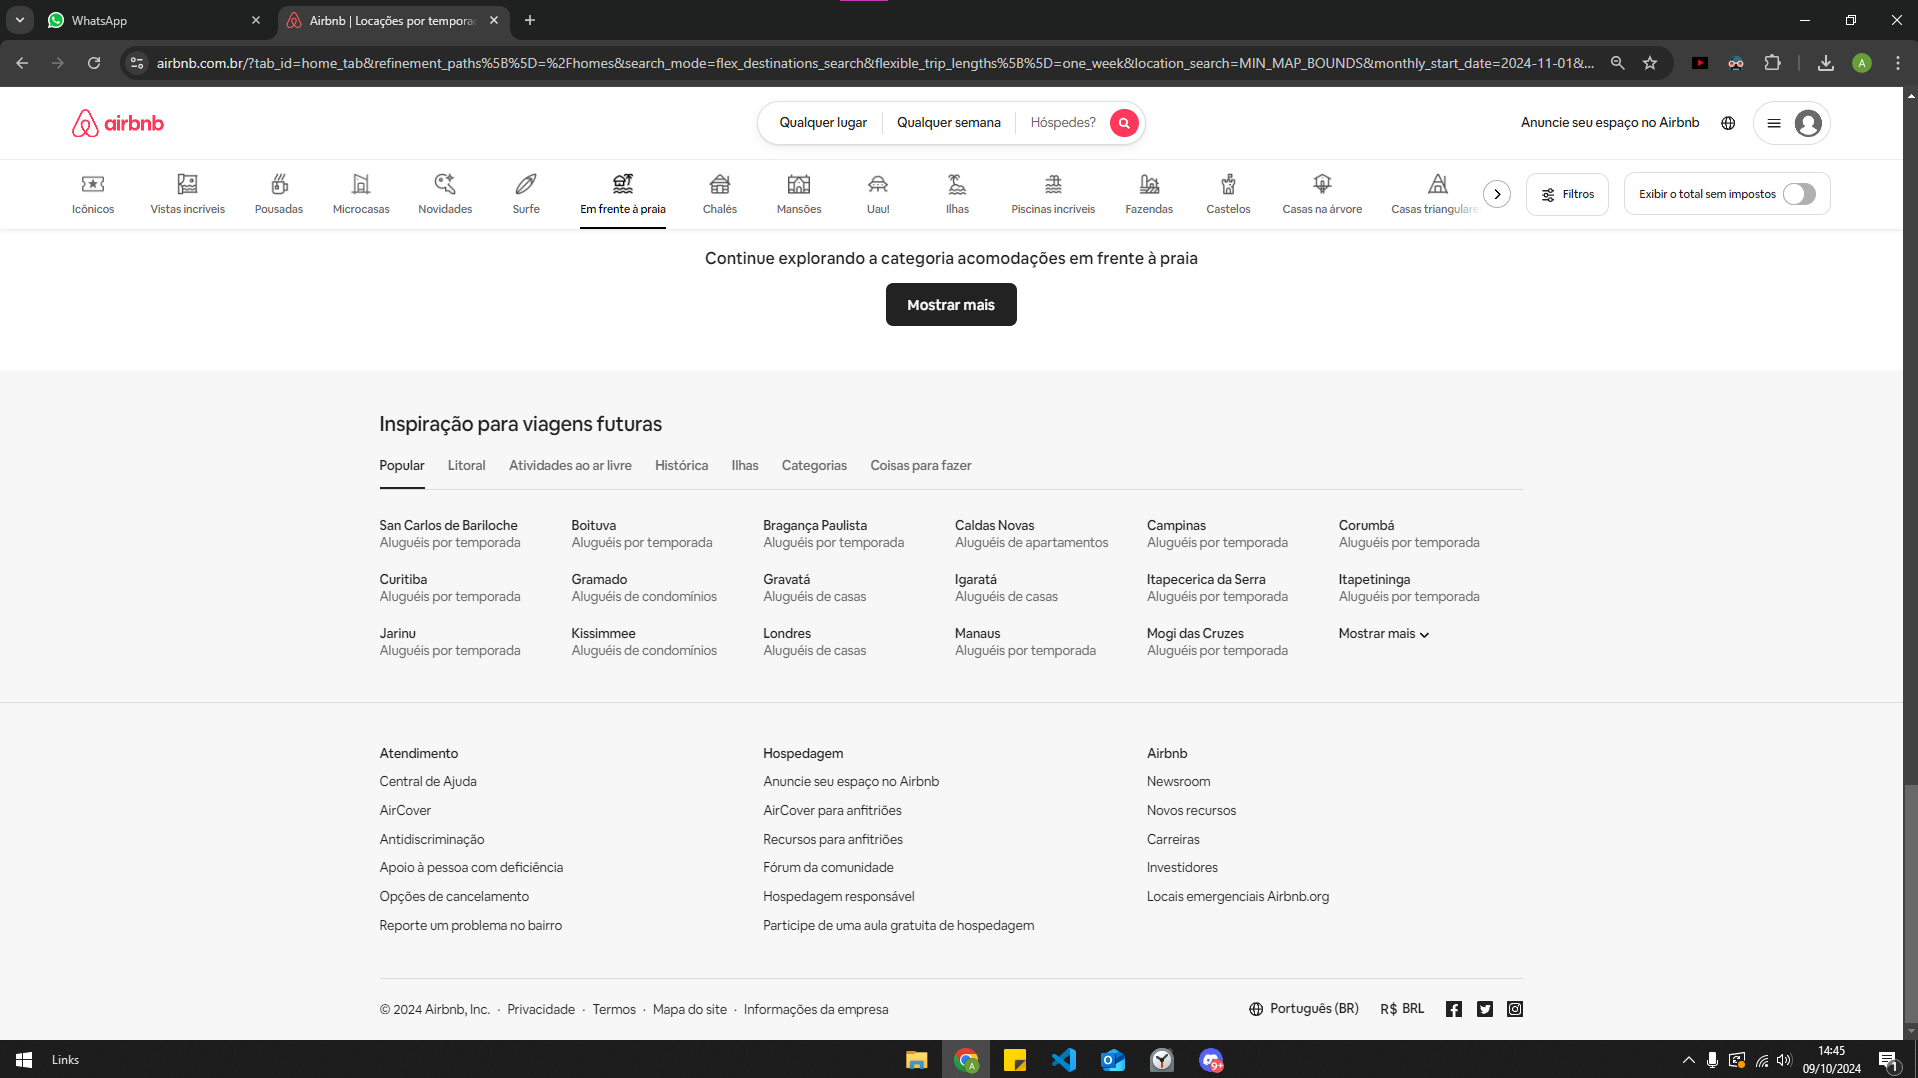 WhatsApp
Airbnb | Locações por tempora
airbnb.com.br/?tab_id=home_tab&refinement_paths%5B%5D=%2Fhomes&search_mode=flex_destinations_search&flexible_trip_lengths%5B%5D=one_week&location_search=MIN_MAP_BOUNDS&monthly_start_date=2024-11-01&...
A
airbnb
Qualquer lugar Qualquer semana Hóspedes?
Anuncie seu espaço no Airbnb
Icônicos Vistas incríveis Pousadas Microcasas Novidades Surfe Em frente à praia Chalés Mansões Uau! Ilhas Piscinas incríveis Fazendas Castelos Casas na árvore Casas triangulare
Filtros
Exibir o total sem impostos
Continue explorando a categoria acomodações em frente à praia
Mostrar mais
Inspiração para viagens futuras
Popular Litoral Atividades ao ar livre Histórica Ilhas Categorias Coisas para fazer
San Carlos de Bariloche Boituva Bragança Paulista Caldas Novas Campinas Corumbá
Aluguéis por temporada Aluguéis por temporada Aluguéis por temporada Aluguéis de apartamentos Aluguéis por temporada Aluguéis por temporada
Curitiba Gramado Gravatá Igaratá Itapecerica da Serra Itapetininga
Aluguéis por temporada Aluguéis de condomínios Aluguéis de casas Aluguéis de casas Aluguéis por temporada Aluguéis por temporada
Jarinu Kissimmee Londres Manaus Mogi das Cruzes Mostrar mais
Aluguéis por temporada Aluguéis de condomínios Aluguéis de casas Aluguéis por temporada Aluguéis por temporada
Atendimento
Central de Ajuda
AirCover
Antidiscriminação
Apoio à pessoa com deficiência
Opções de cancelamento
Reporte um problema no bairro
Hospedagem
Anuncie seu espaço no Airbnb
AirCover para anfitriões
Recursos para anfitriões
Fórum da comunidade
Hospedagem responsável
Participe de uma aula gratuita de hospedagem
Airbnb
Newsroom
Novos recursos
Carreiras
Investidores
Locais emergenciais Airbnb.org
© 2024 Airbnb, Inc. · Privacidade · Termos · Mapa do site · Informações da empresa
Português (BR) R$ BRL
Links
A
9+
14:45
09/10/2024
1